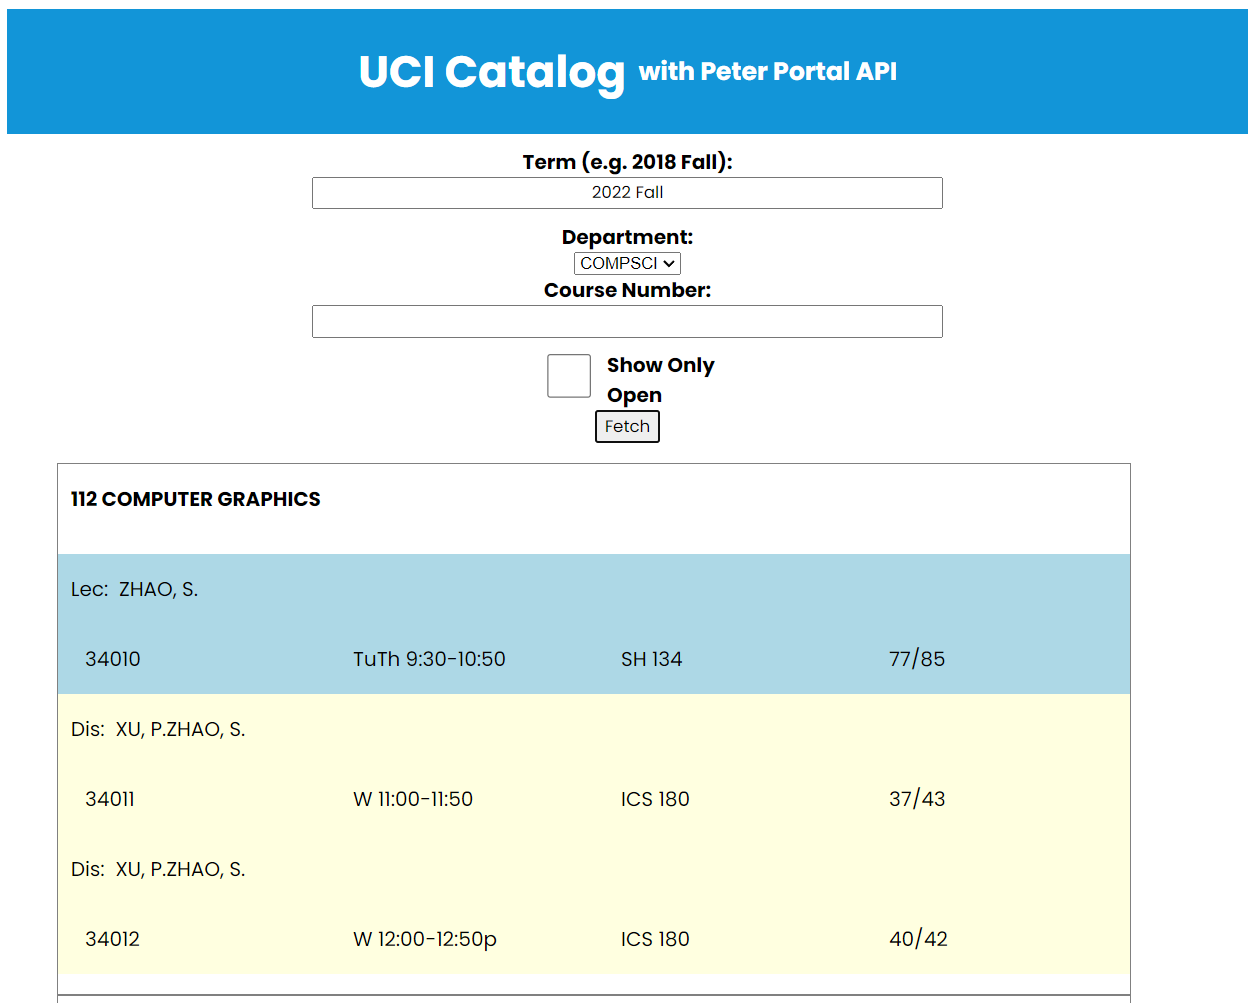 UCI Catalog with Peter Portal API
Term (e.g. 2018 Fall):
2022 Fall
Department:
COMPSCI
Course Number:
Show Only
Open
Fetch
112 COMPUTER GRAPHICS
Lec: ZHAO, S.
34010 TuTh 9:30-10:50 SH 134 77/85
Dis: XU, P.ZHAO, S.
34011 W 11:00-11:50 ICS 180 37/43
Dis: XU, P.ZHAO, S.
34012 W 12:00-12:50p ICS 180 40/42